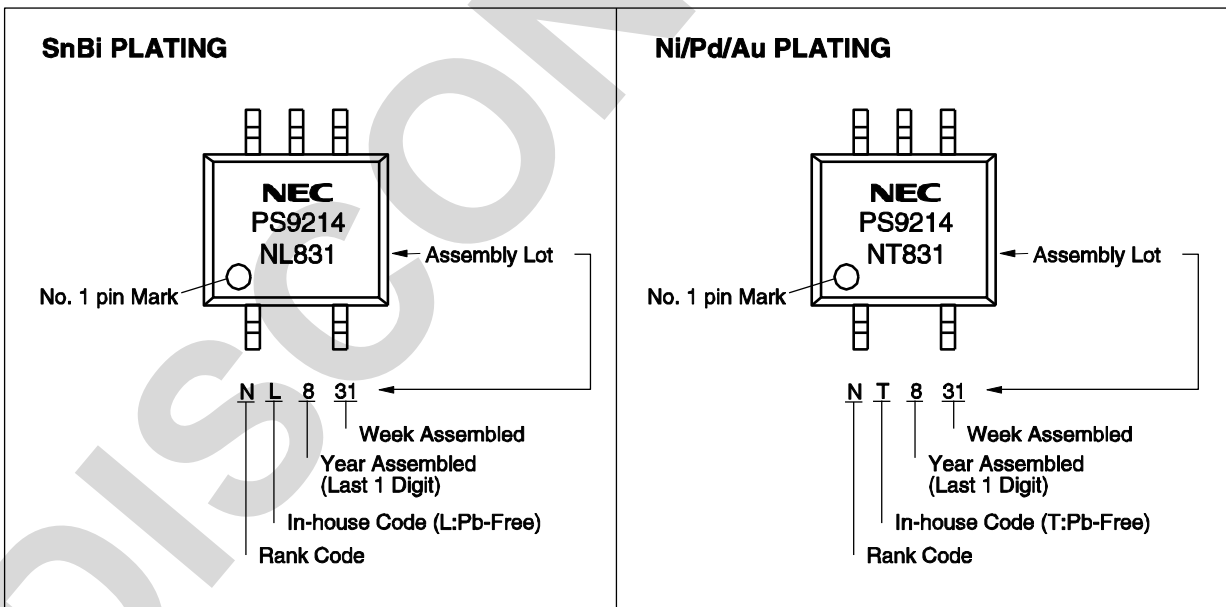 SnBi PLATING
NEC
PS9214
NL831
Assembly Lot
No. 1 pin Mark
N L 8 31
Week Assembled
Year Assembled
(Last 1 Digit)
In-house Code (L:Pb-Free)
Rank Code
Ni/Pd/Au PLATING
NEC
PS9214
NT831
Assembly Lot
No. 1 pin Mark
N T 8 31
Week Assembled
Year Assembled
(Last 1 Digit)
In-house Code (T:Pb-Free)
Rank Code
DISCON